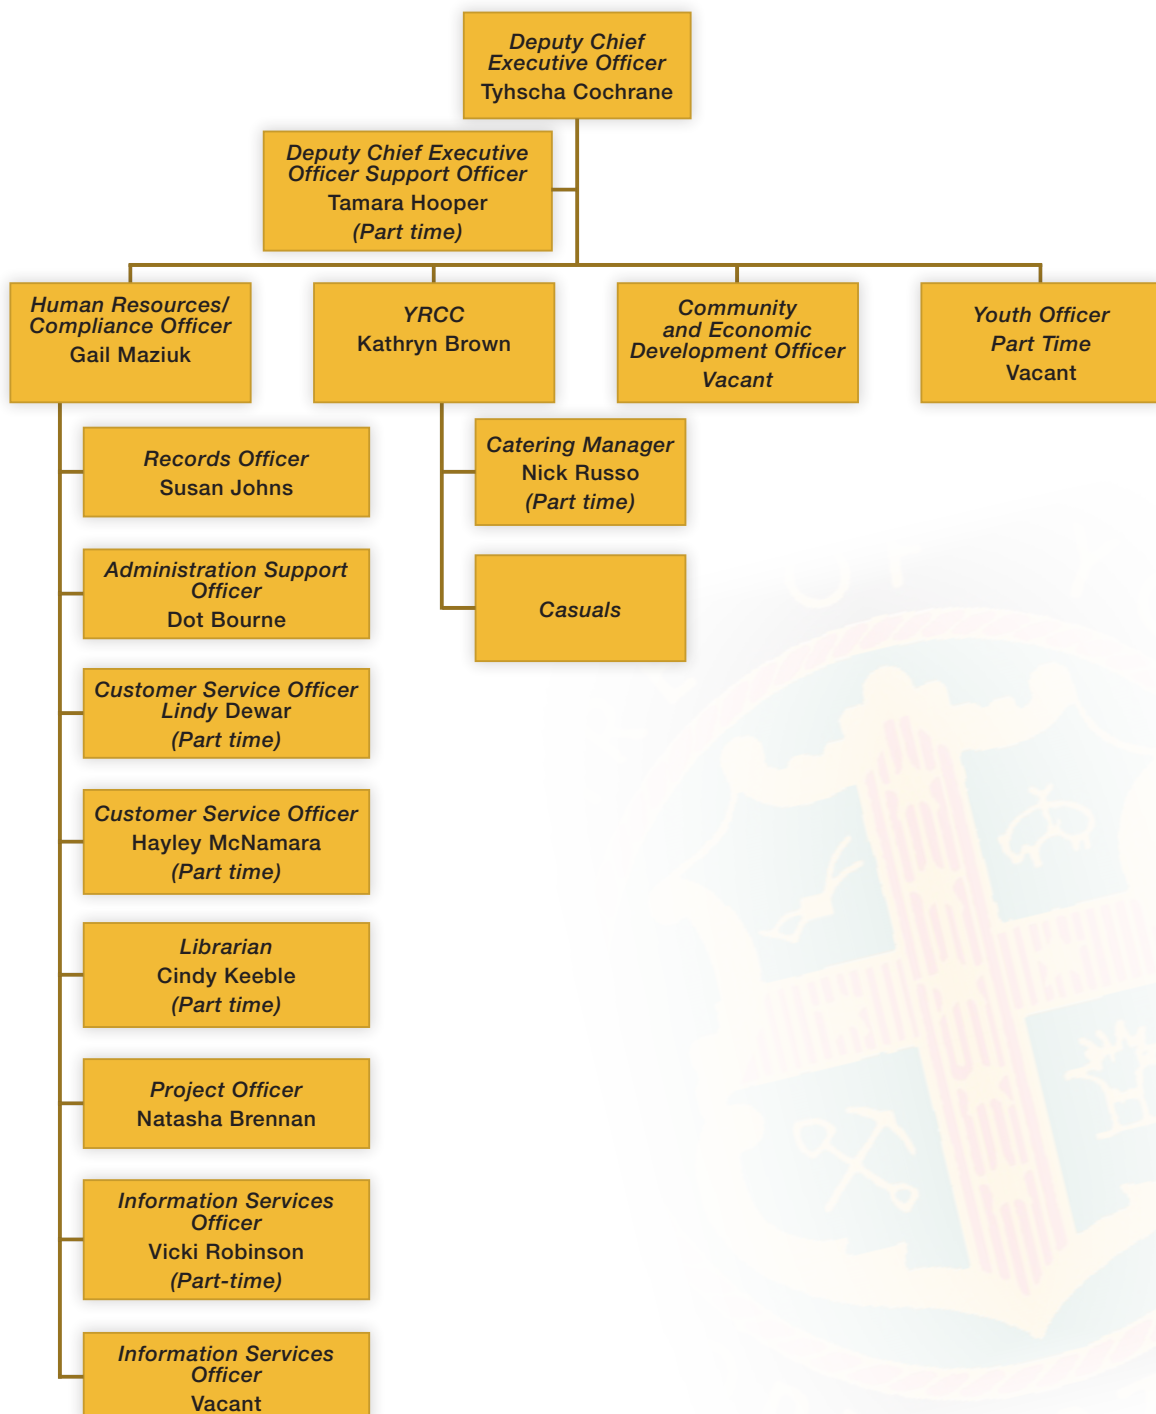 Deputy Chief
Executive Officer
Tyhscha Cochrane
Deputy Chief Executive
Officer Support Officer
Tamara Hooper
(Part time)
Human Resources/
Compliance Officer
Gail Maziuk
YRCC
Kathryn Brown
Community
and Economic
Development Officer
Vacant
Youth Officer
Part Time
Vacant
Records Officer
Susan Johns
Administration Support
Officer
Dot Bourne
Customer Service Officer
Lindy Dewar
(Part time)
Customer Service Officer
Hayley McNamara
(Part time)
Librarian
Cindy Keeble
(Part time)
Project Officer
Natasha Brennan
Information Services
Officer
Vicki Robinson
(Part-time)
Information Services
Officer
Vacant
Catering Manager
Nick Russo
(Part time)
Casuals